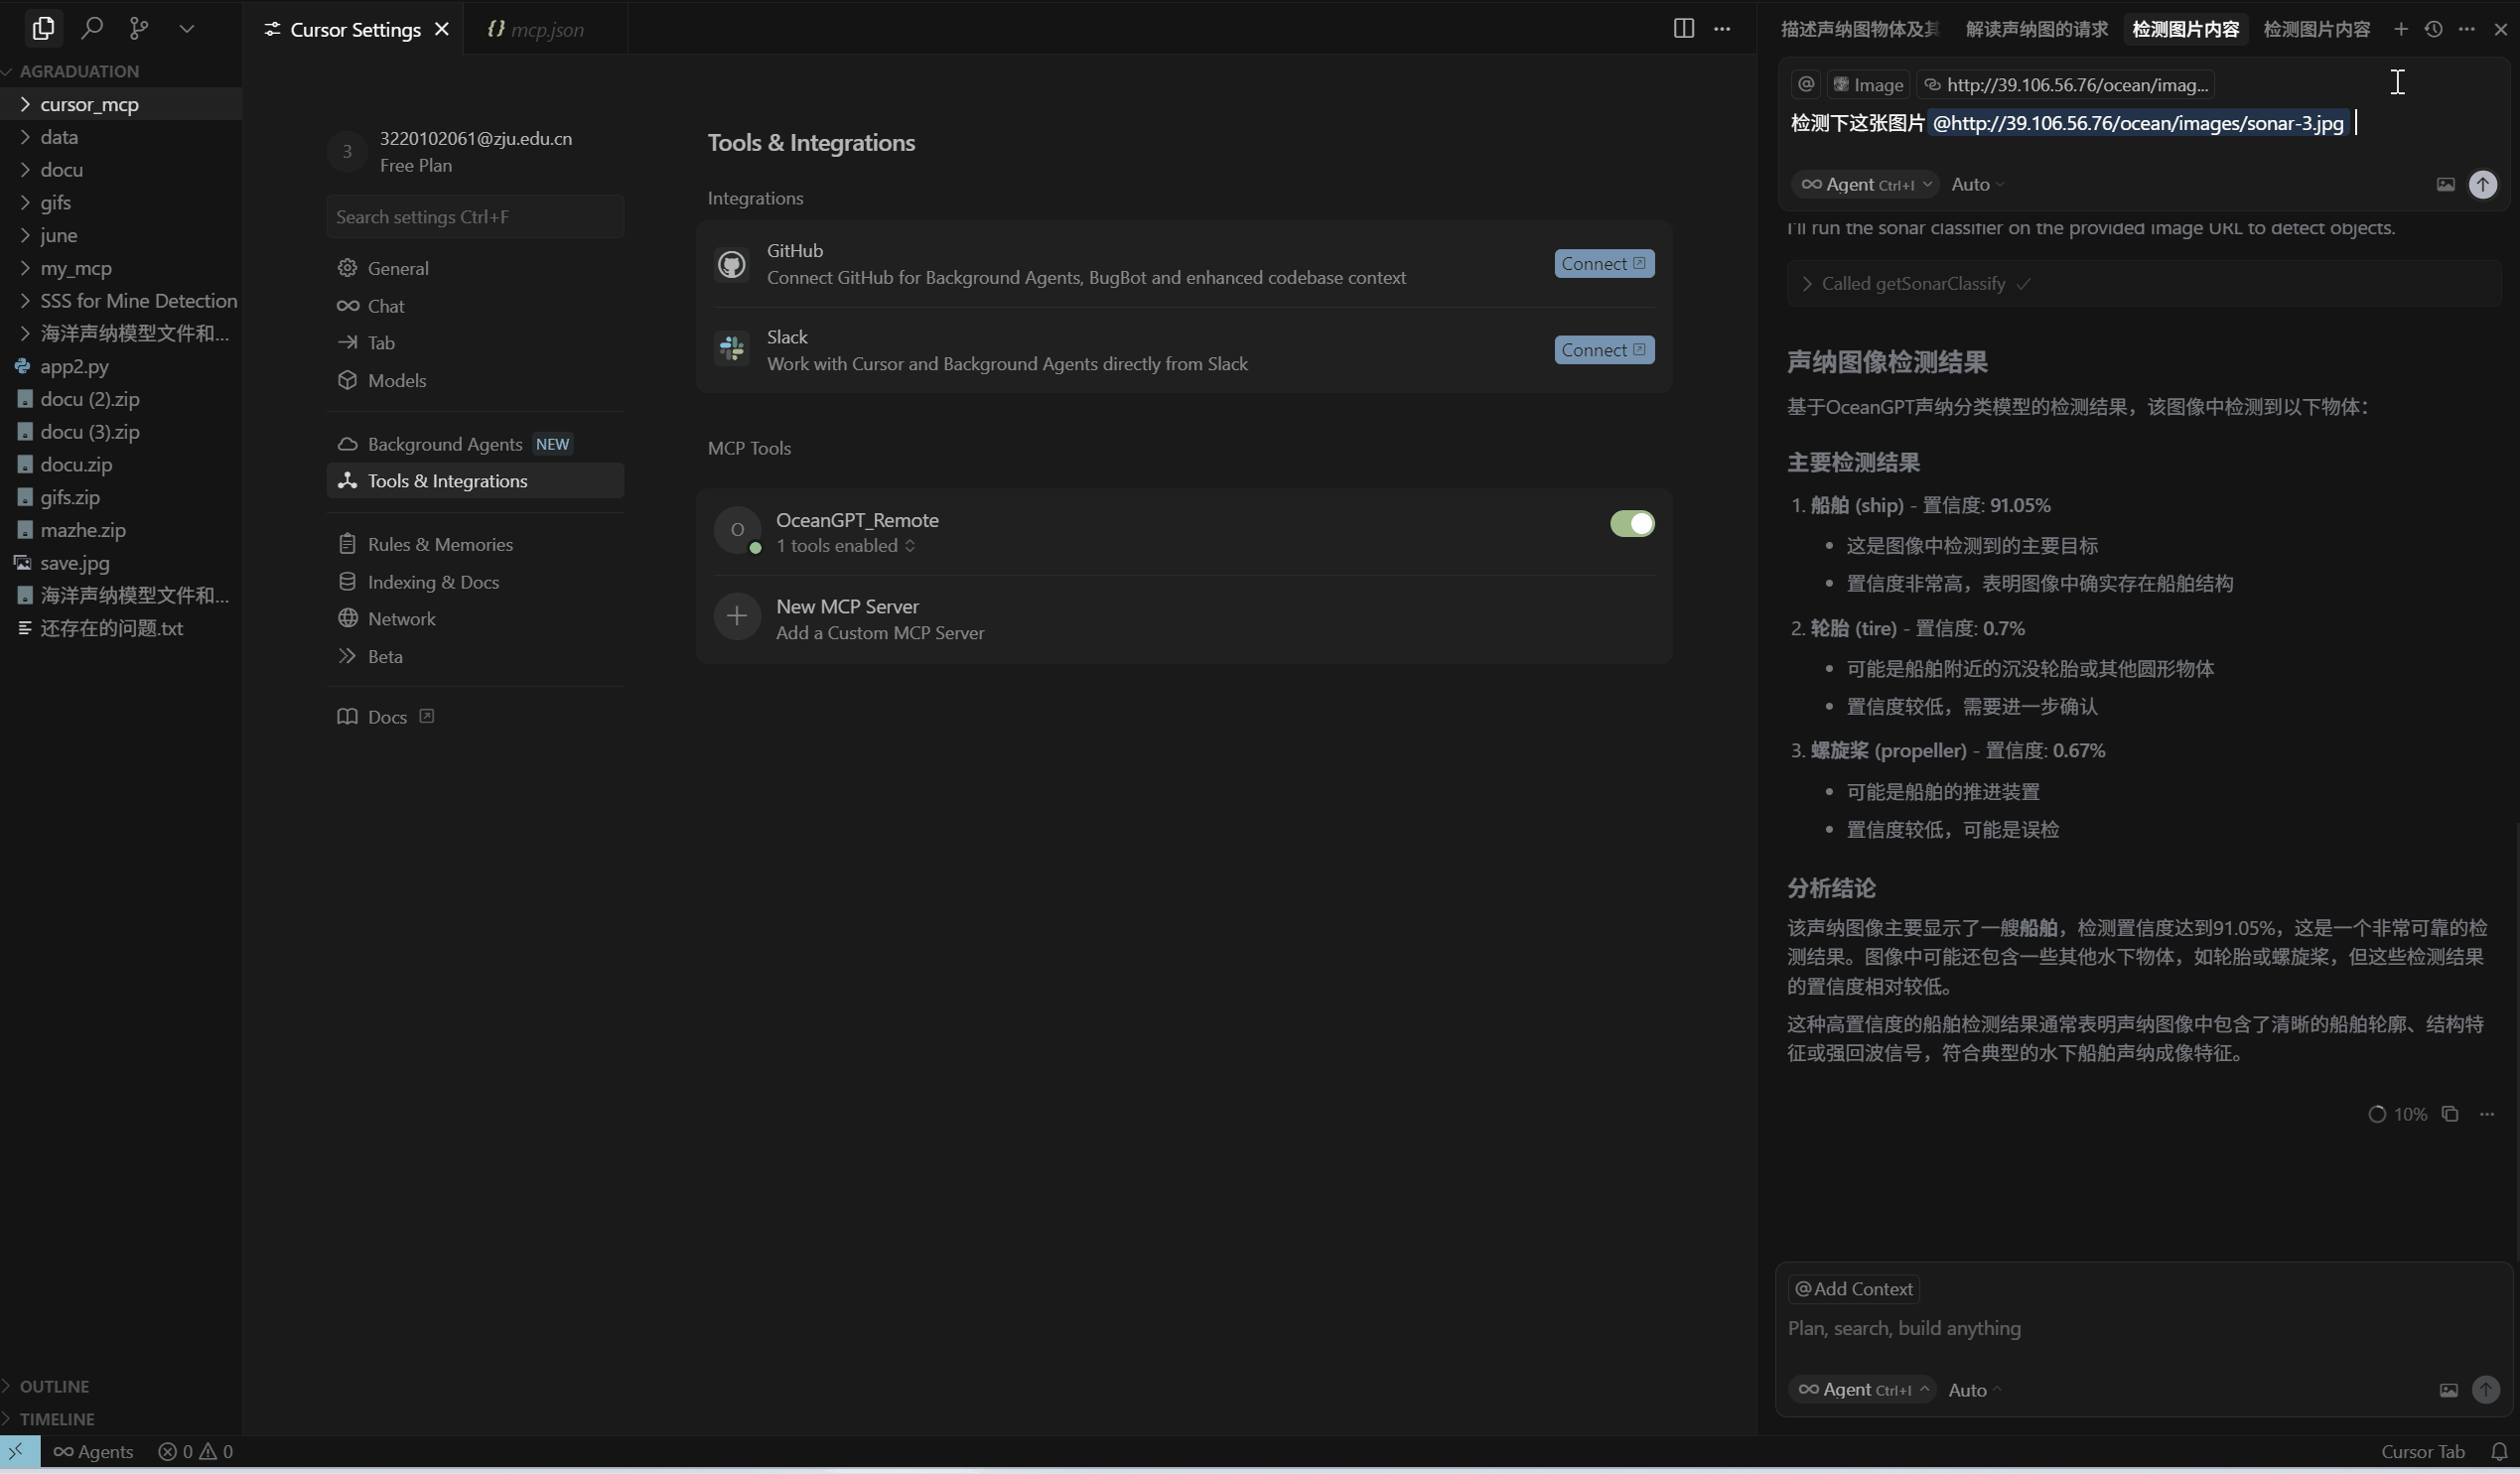 AGRADUATION
cursor_mcp
data
docu
gifs
june
my_mcp
SSS for Mine Detection
海洋声纳模型文件和...
app2.py
docu (2).zip
docu (3).zip
docu.zip
gifs.zip
mazhe.zip
save.jpg
海洋声纳模型文件和...
还存在的问题.txt
OUTLINE
TIMELINE
Cursor Settings
{} mcp.json
3
3220102061@zju.edu.cn
Free Plan
Search settings Ctrl+F
General
Chat
Tab
Models
Background Agents NEW
Tools & Integrations
Rules & Memories
Indexing & Docs
Network
Beta
Docs
Tools & Integrations
Integrations
GitHub
Connect GitHub for Background Agents, BugBot and enhanced codebase context
Connect
Slack
Work with Cursor and Background Agents directly from Slack
Connect
MCP Tools
O
OceanGPT_Remote
1 tools enabled
New MCP Server
Add a Custom MCP Server
描述声纳图物体及其
解读声纳图的请求
检测图片内容
检测图片内容
@ Image http://39.106.56.76/ocean/imag...
检测下这张图片 @http://39.106.56.76/ocean/images/sonar-3.jpg
Agent Ctrl+I Auto
I'll run the sonar classifier on the provided image URL to detect objects.
Called getSonarClassify
声纳图像检测结果
基于OceanGPT声纳分类模型的检测结果，该图像中检测到以下物体：
主要检测结果
1. 船舶 (ship) - 置信度: 91.05%
• 这是图像中检测到的主要目标
• 置信度非常高，表明图像中确实存在船舶结构
2. 轮胎 (tire) - 置信度: 0.7%
• 可能是船舶附近的沉没轮胎或其他圆形物体
• 置信度较低，需要进一步确认
3. 螺旋桨 (propeller) - 置信度: 0.67%
• 可能是船舶的推进装置
• 置信度较低，可能是误检
分析结论
该声纳图像主要显示了一艘船舶，检测置信度达到91.05%，这是一个非常可靠的检
测结果。图像中可能还包含一些其他水下物体，如轮胎或螺旋桨，但这些检测结果
的置信度相对较低。
这种高置信度的船舶检测结果通常表明声纳图像中包含了清晰的船舶轮廓、结构特
征或强回波信号，符合典型的水下船舶声纳成像特征。
10%
@ Add Context
Plan, search, build anything
Agent Ctrl+I Auto
Agents 0 0
Cursor Tab